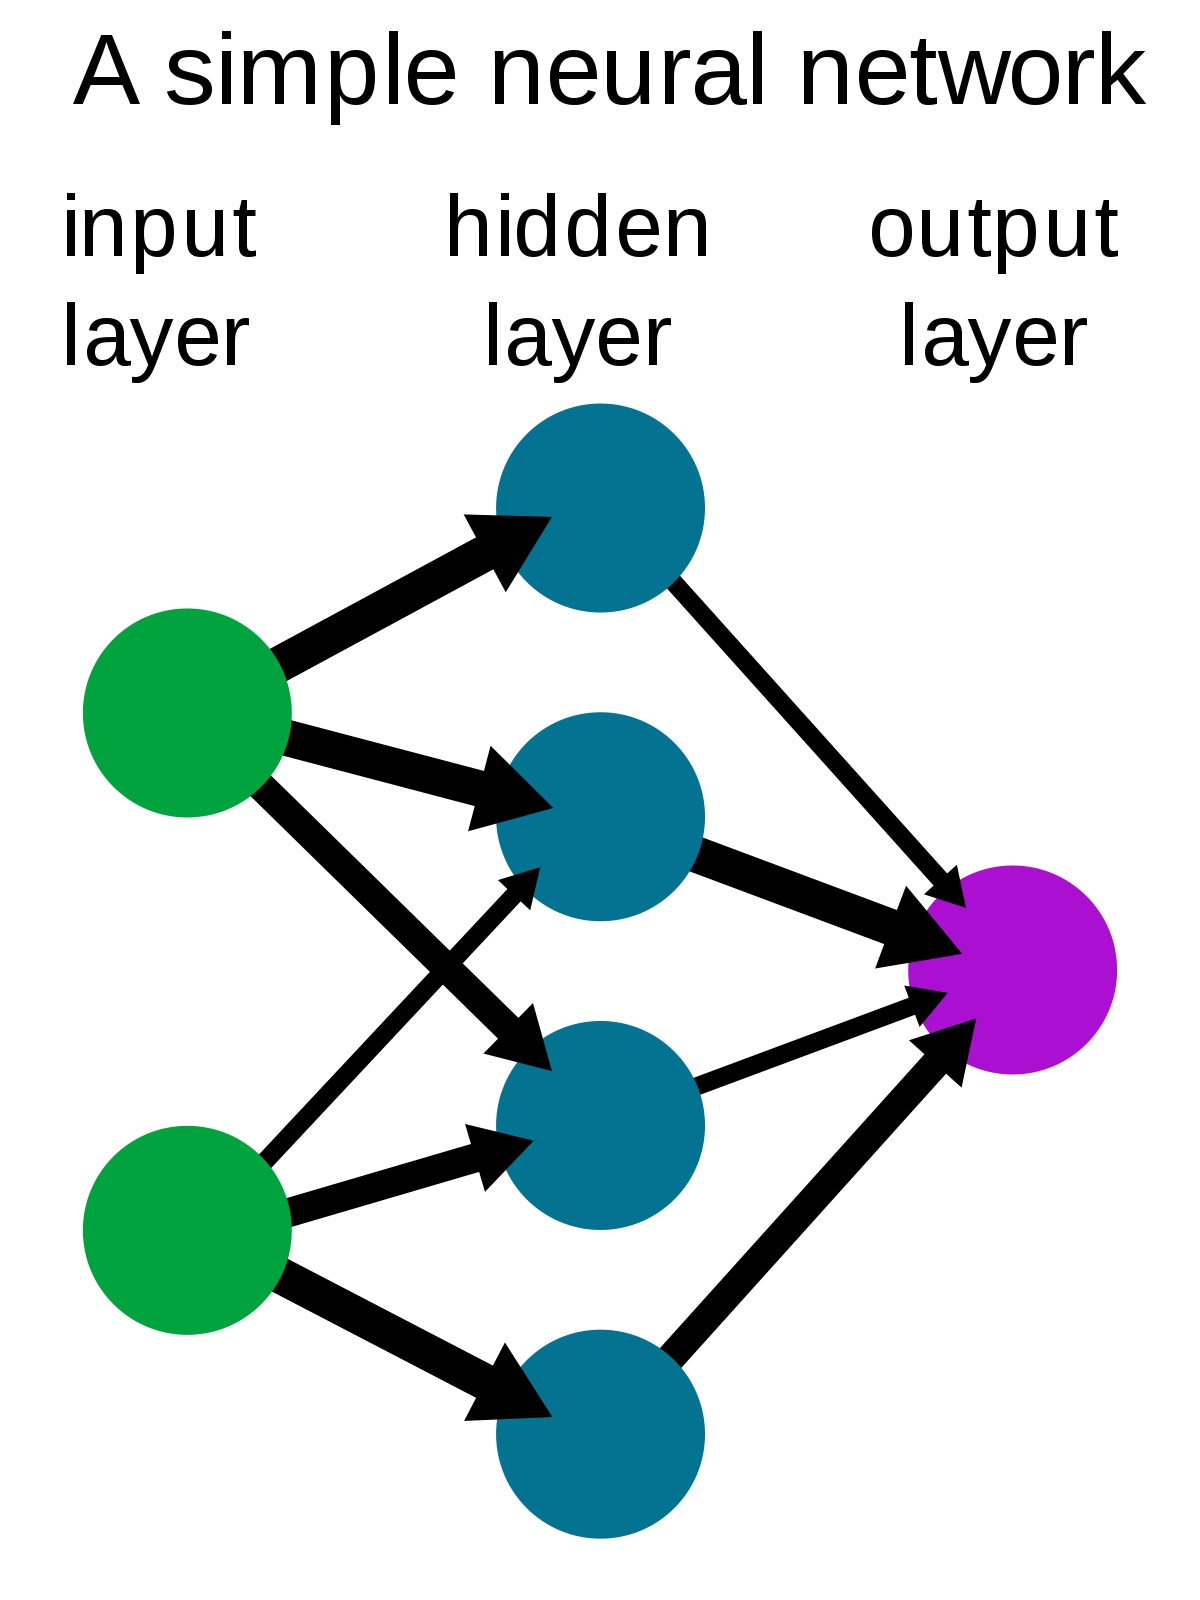 A simple neural network
input hidden output
layer layer layer